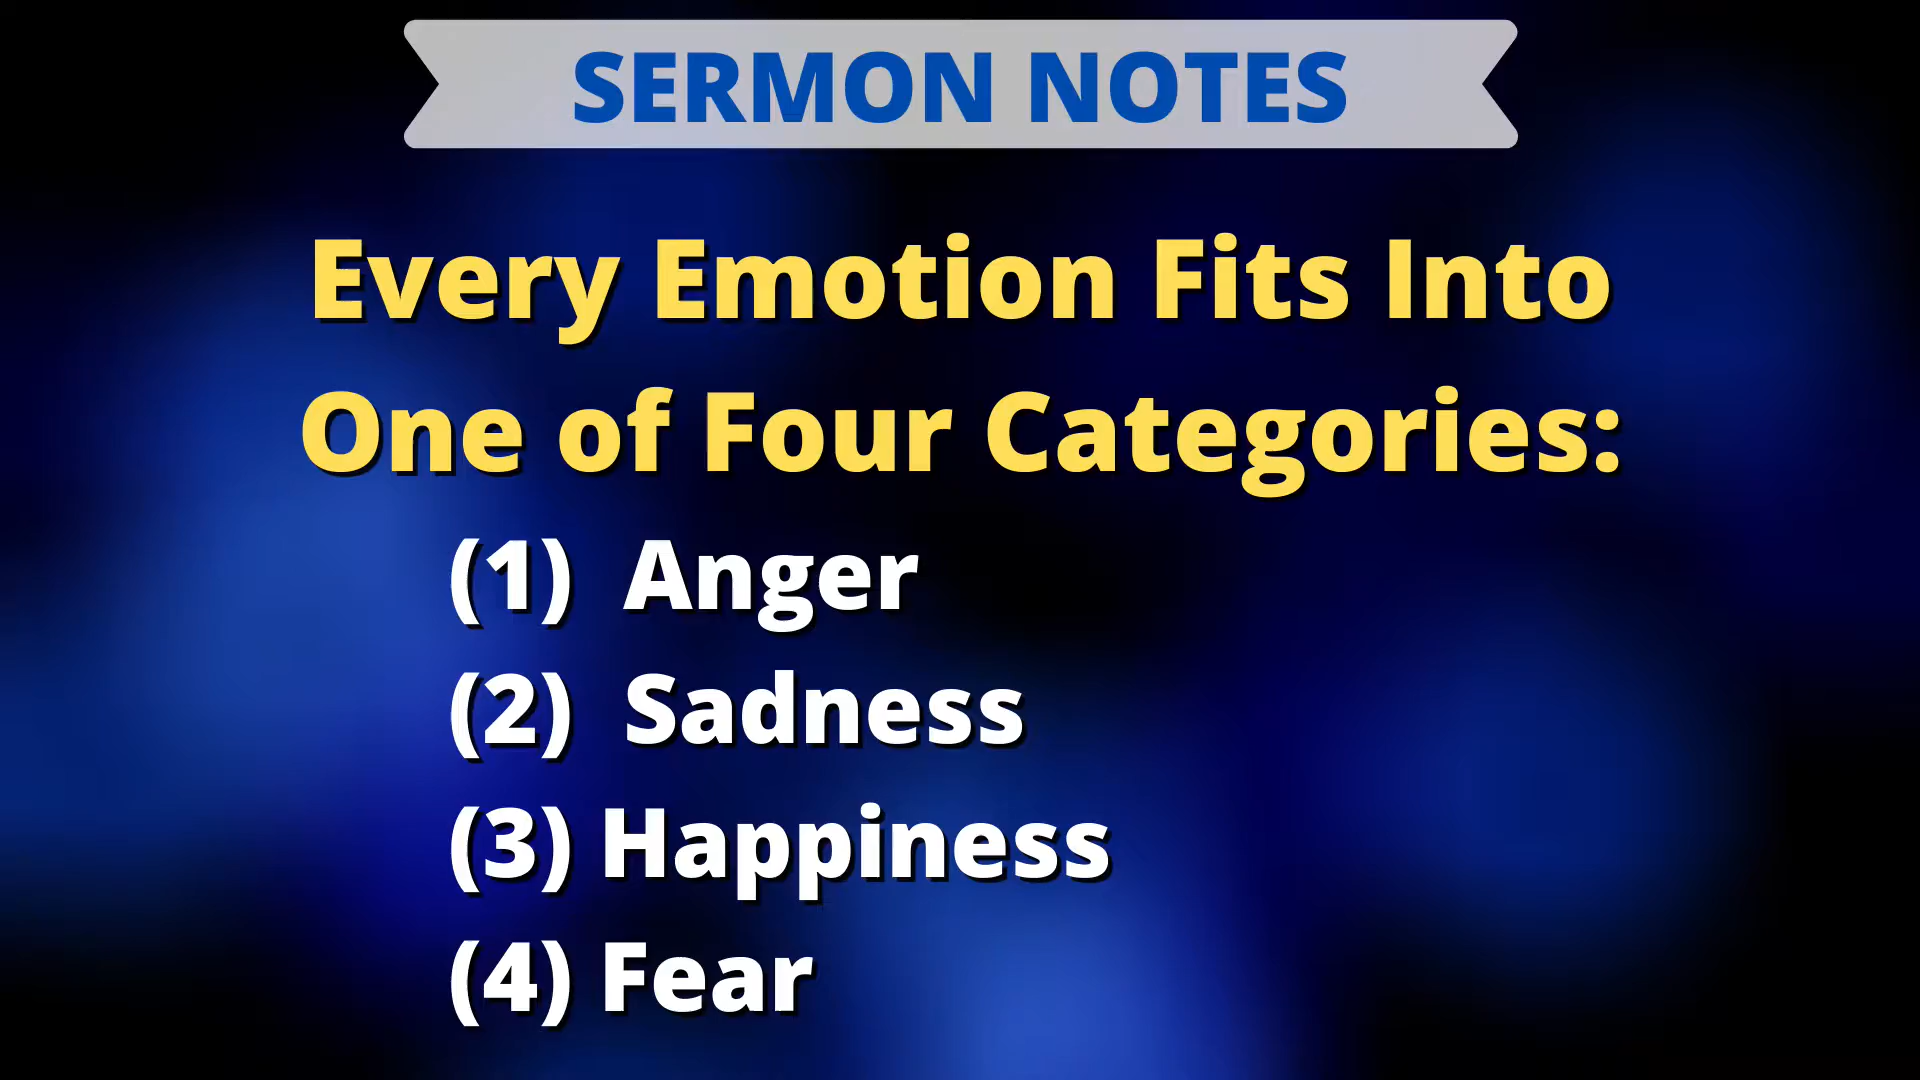 SERMON NOTES
Every Emotion Fits Into
One of Four Categories:
(1) Anger
(2) Sadness
(3) Happiness
(4) Fear